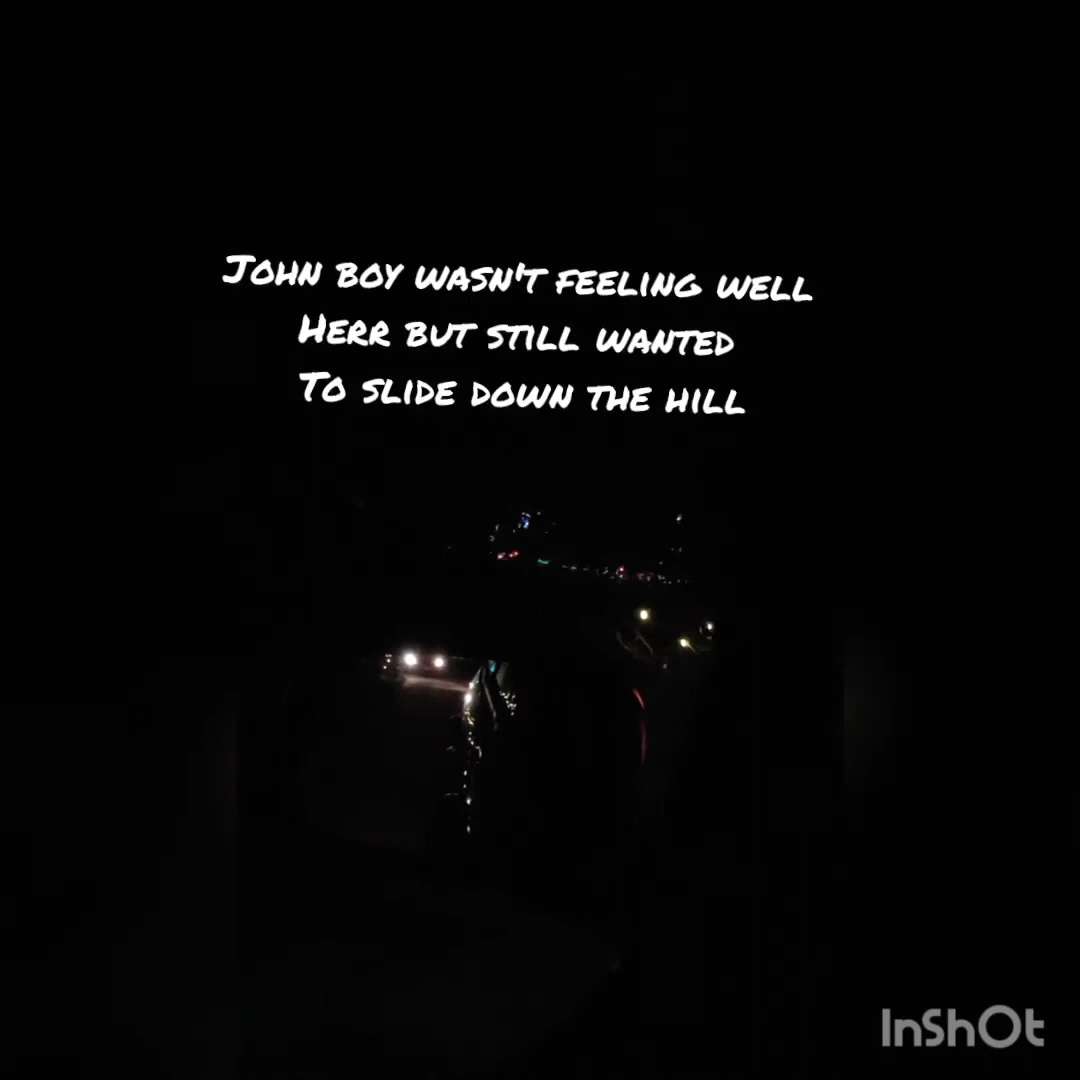 John boy wasn't feeling well
Herr but still wanted
To slide down the hill
InShOt